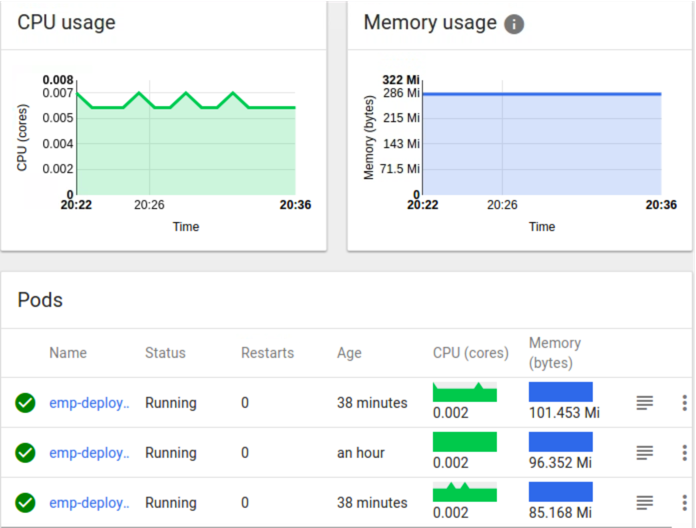 CPU usage
Memory usage
CPU (cores)
0.008
0.007
0.005
0.004
0.002
0
20:22
20:26
20:36
Time
Memory (bytes)
322 Mi
286 Mi
215 Mi
143 Mi
71.5 Mi
0
20:22
20:26
20:36
Time
Pods
Name
Status
Restarts
Age
CPU (cores)
Memory
(bytes)
emp-deploy..
Running
0
38 minutes
0.002
101.453 Mi
emp-deploy..
Running
0
an hour
0.002
96.352 Mi
emp-deploy..
Running
0
38 minutes
0.002
85.168 Mi